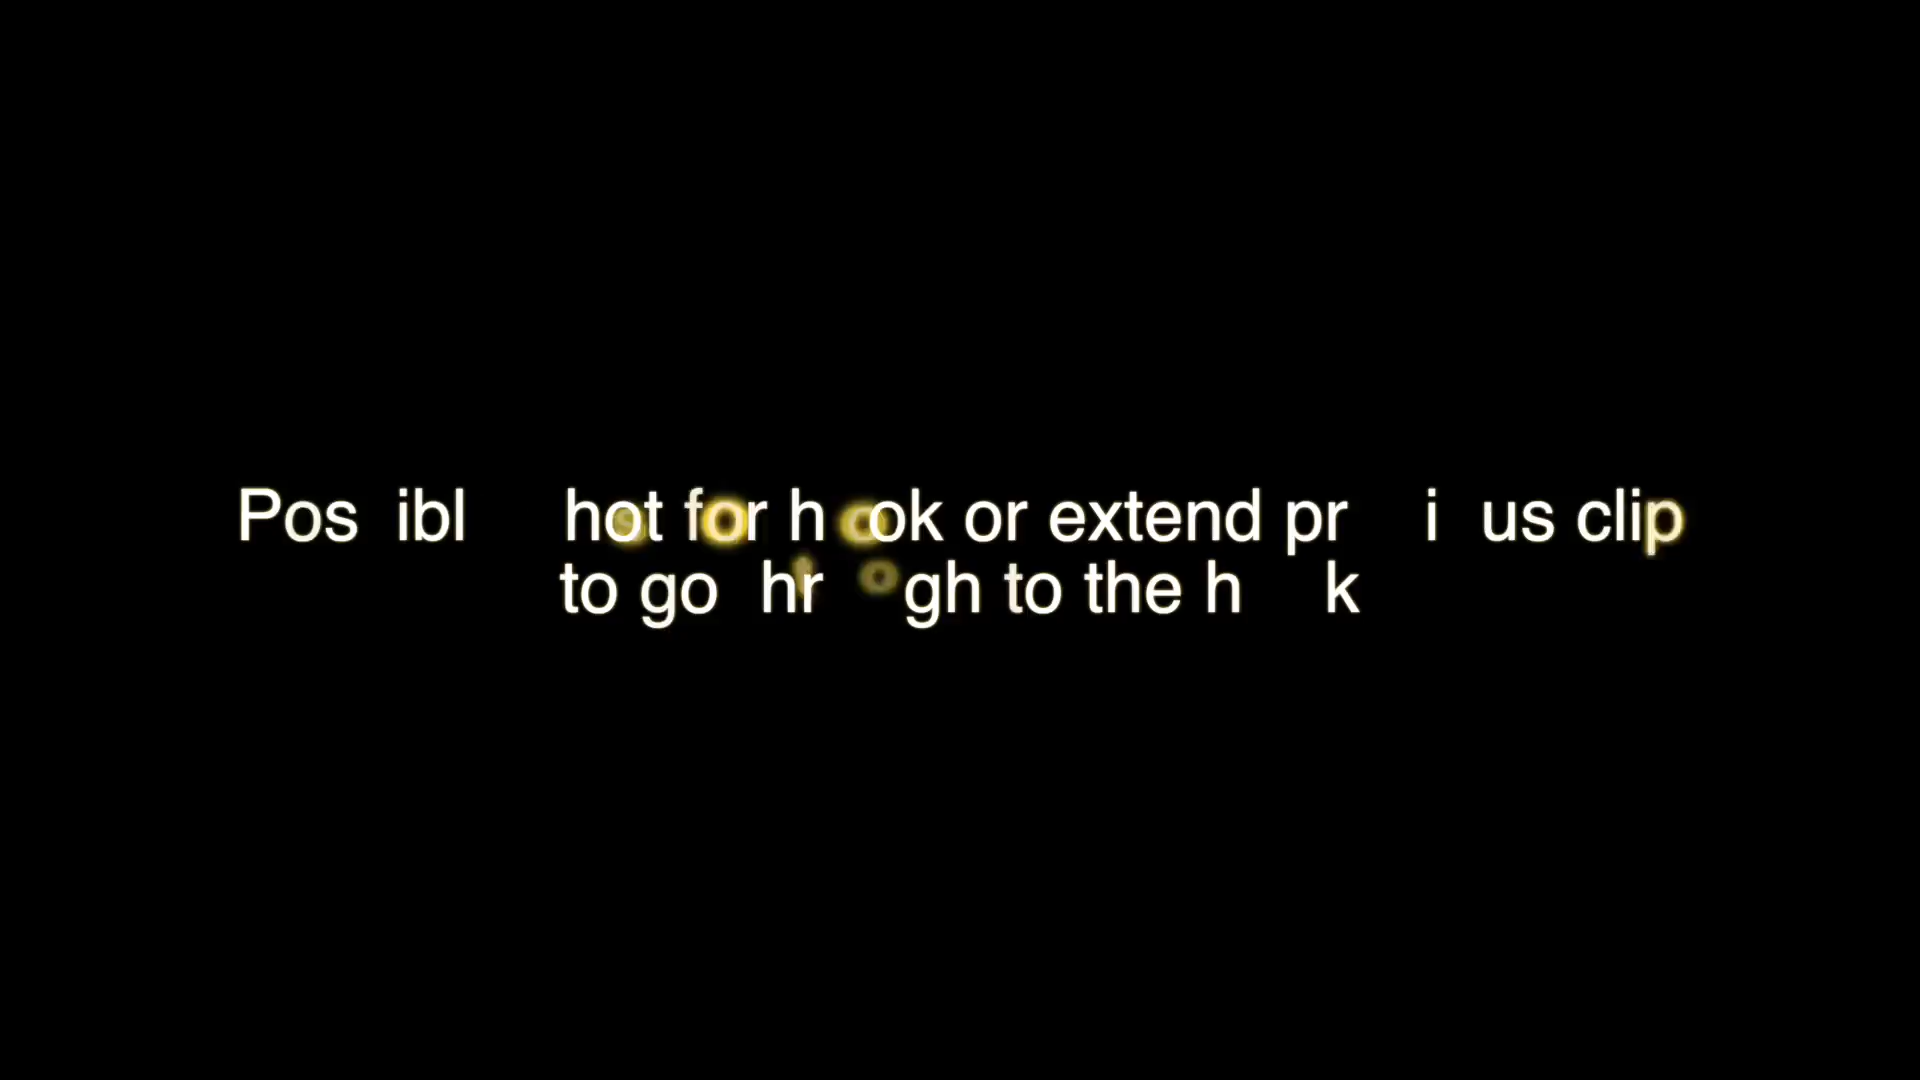 Pos ibl hot for h ook or extend pr i us clip
to go hr o gh to the h k